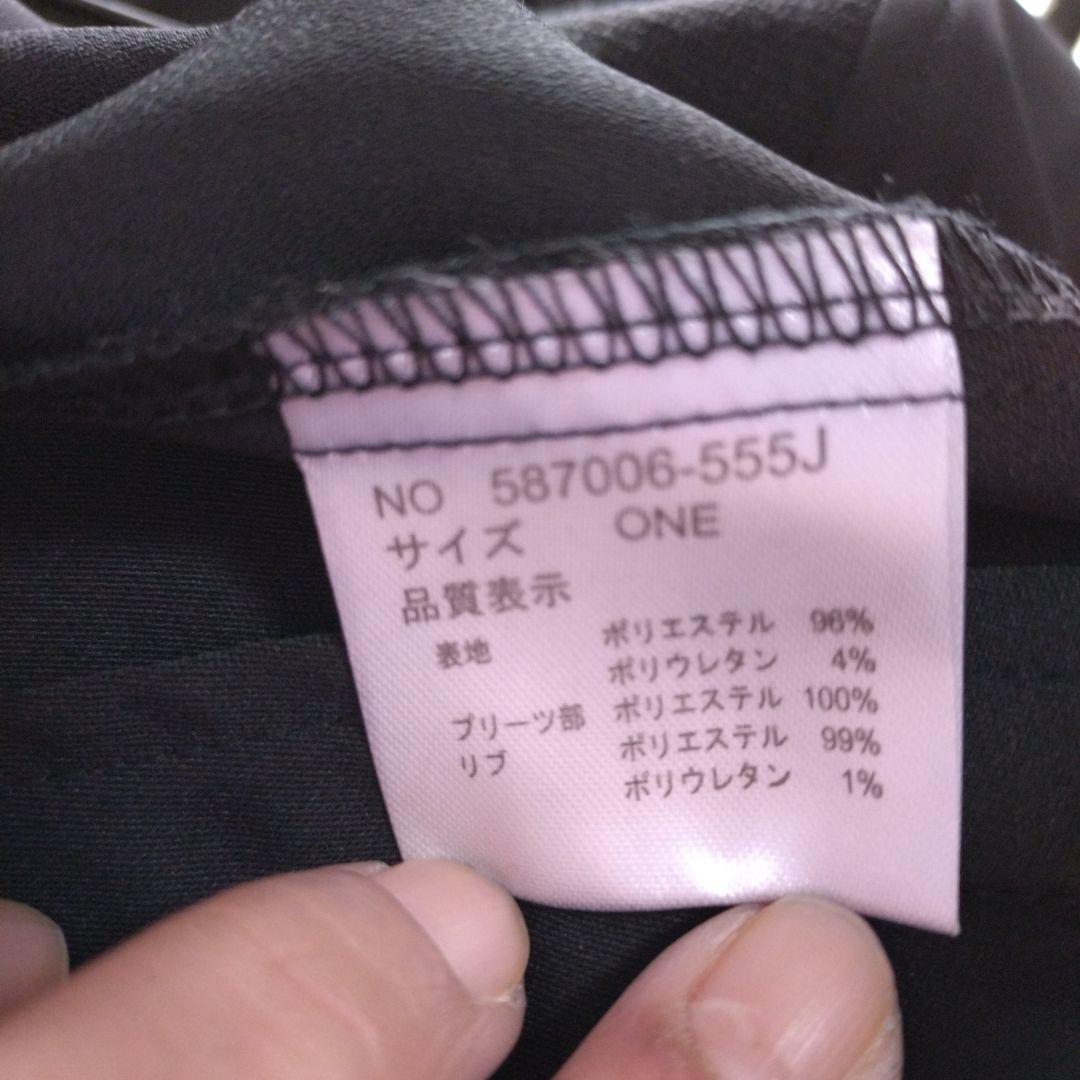 NO 587006-555J
サイズ ONE
品質表示
表地 ポリエステル 96%
ポリウレタン 4%
プリーツ部 ポリエステル 100%
リブ ポリエステル 99%
ポリウレタン 1%